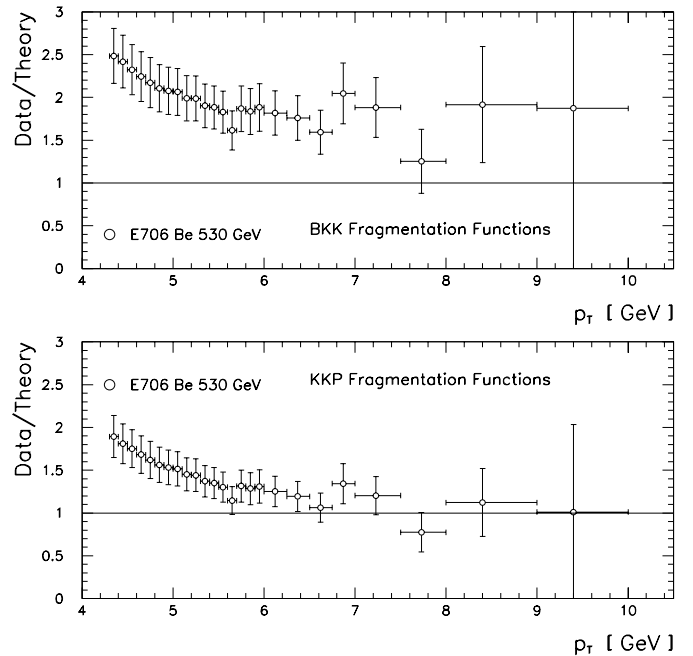 3
2.5
2
1.5
1
0.5
0
Data/Theory
E706 Be 530 GeV
BKK Fragmentation Functions
4 5 6 7 8 9 10
pT [ GeV ]
3
2.5
2
1.5
1
0.5
0
Data/Theory
E706 Be 530 GeV
KKP Fragmentation Functions
4 5 6 7 8 9 10
pT [ GeV ]